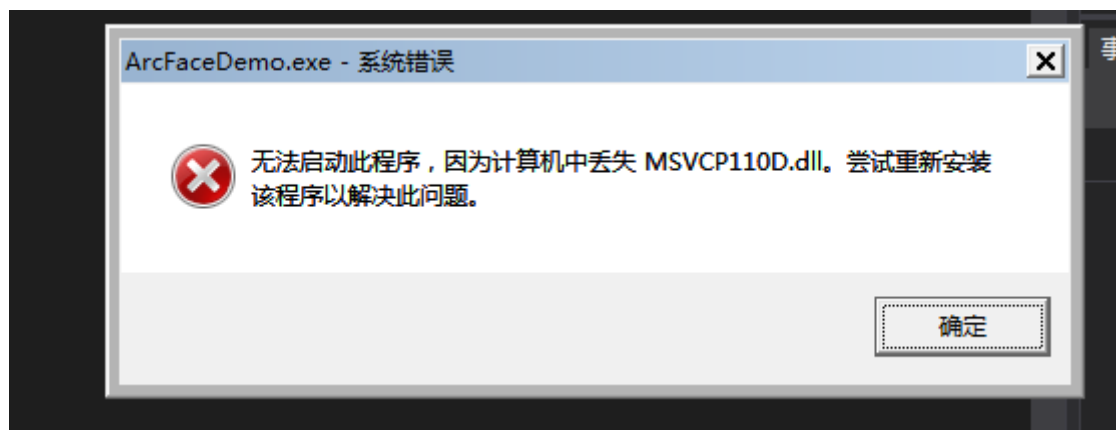 ArcFaceDemo.exe - 系统错误
事
无法启动此程序，因为计算机中丢失 MSVCP110D.dll。尝试重新安装
该程序以解决此问题。
确定